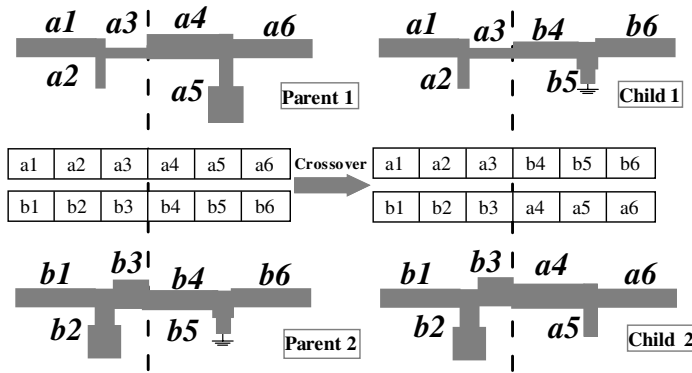 a1 a3 a4 a6
a2 a5
Parent 1
a1 a3 b4 b6
a2 b5
Child 1
a1 a2 a3 a4 a5 a6
b1 b2 b3 b4 b5 b6
Crossover
a1 a2 a3 b4 b5 b6
b1 b2 b3 a4 a5 a6
b1 b3 b4 b6
b2 b5
Parent 2
b1 b3 a4 a6
b2 a5
Child 2